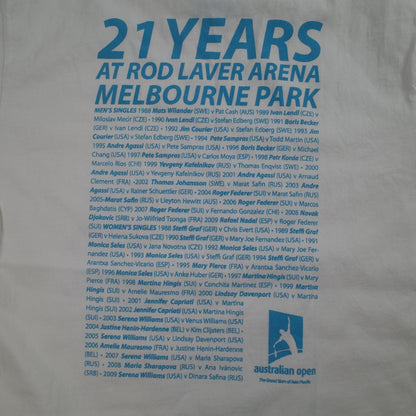 21 YEARS
AT ROD LAVER ARENA
MELBOURNE PARK
MEN'S SINGLES 1988 Mats Wilander (SWE) v Pat Cash (AUS) 1989 Ivan Lendl (CZE) v
Miloslav Mecir (CZE) • 1990 Ivan Lendl (CZE) v Stefan Edberg (SWE) 1991 Boris Becker
(GER) v Ivan Lendl (CZE) • 1992 Jim Courier (USA) v Stefan Edberg (SWE) • 1993 Jim
Courier (USA) v Stefan Edberg (SWE) • 1994 Pete Sampras (USA) v Todd Martin (USA)
1995 Andre Agassi (USA) v Pete Sampras (USA) • 1996 Boris Becker (GER) v Michael
Chang (USA) • 1997 Pete Sampras (USA) v Carlos Moya (ESP) • 1998 Petr Korda (CZE) v
Marcelo Rios (CHI) • 1999 Yevgeny Kafelnikov (RUS) v Thomas Enqvist (SWE) • 2000
Andre Agassi (USA) v Yevgeny Kafelnikov (RUS) • 2001 Andre Agassi (USA) v Arnaud
Clement (FRA) • 2002 Thomas Johansson (SWE) v Marat Safin (RUS) • 2003 Andre
Agassi (USA) v Rainer Schuettler (GER) • 2004 Roger Federer (SUI) v Marat Safin (RUS)
2005 • Marat Safin (RUS) v Lleyton Hewitt (AUS) • 2006 Roger Federer (SUI) v Marcos
Baghdatis (CYP) • 2007 Roger Federer (SUI) v Fernando Gonzalez (CHI) • 2008 Novak
Djokovic (SRB) v Jo-Wilfried Tsonga (FRA) • 2009 Rafael Nadal (ESP) v Roger Federer
(SUI) WOMEN'S SINGLES 1988 Steffi Graf (GER) v Chris Evert (USA) • 1989 Steffi Graf
(GER) v Helena Sukova (CZE) • 1990 Steffi Graf (GER) v Mary Joe Fernandez (USA) • 1991
Monica Seles (USA) v Jana Novotna (CZE) • 1992 Monica Seles (USA) v Mary Joe
Fernandez (USA) • 1993 Monica Seles (USA) v Steffi Graf (GER) • 1994 Steffi Graf (GER)
v Arantxa Sanchez-Vicario (ESP) • 1995 Mary Pierce (FRA) v Arantxa Sanchez-Vicario
(ESP) • 1996 Monica Seles (USA) v Anke Huber (GER) • 1997 Martina Hingis (SUI) v Mary
Pierce (FRA) • 1998 Martina Hingis (SUI) v Conchita Martinez (ESP) • 1999 Martina
Hingis (SUI) v Amelie Mauresmo (FRA) • 2000 Lindsay Davenport (USA) v Martina
Hingis (SUI) • 2001 Jennifer Capriati (USA) v Martina
Hingis (SUI) • 2002 Jennifer Capriati (USA) v Martina Hingis
(SUI) • 2003 Serena Williams (USA) v Venus Williams (USA)
2004 Justine Henin-Hardenne (BEL) v Kim Clijsters (BEL) •
2005 Serena Williams (USA) v Lindsay Davenport (USA) •
2006 Amelie Mauresmo (FRA) v Justine Henin-Hardenne
(BEL) • 2007 Serena Williams (USA) v Maria Sharapova
(RUS) • 2008 Maria Sharapova (RUS) v Ana Ivanović
(SRB) • 2009 Serena Williams (USA) v Dinara Safina (RUS)
australian open
The Grand Slam of Asia Pacific